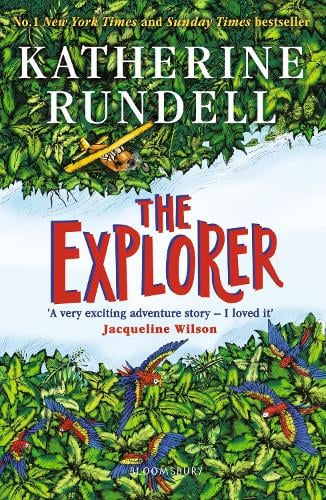 No.1 New York Times and Sunday Times bestseller
KATHERINE
RUNDELL
THE
EXPLORER
‘A very exciting adventure story – I loved it’
Jacqueline Wilson
BLOOMSBURY